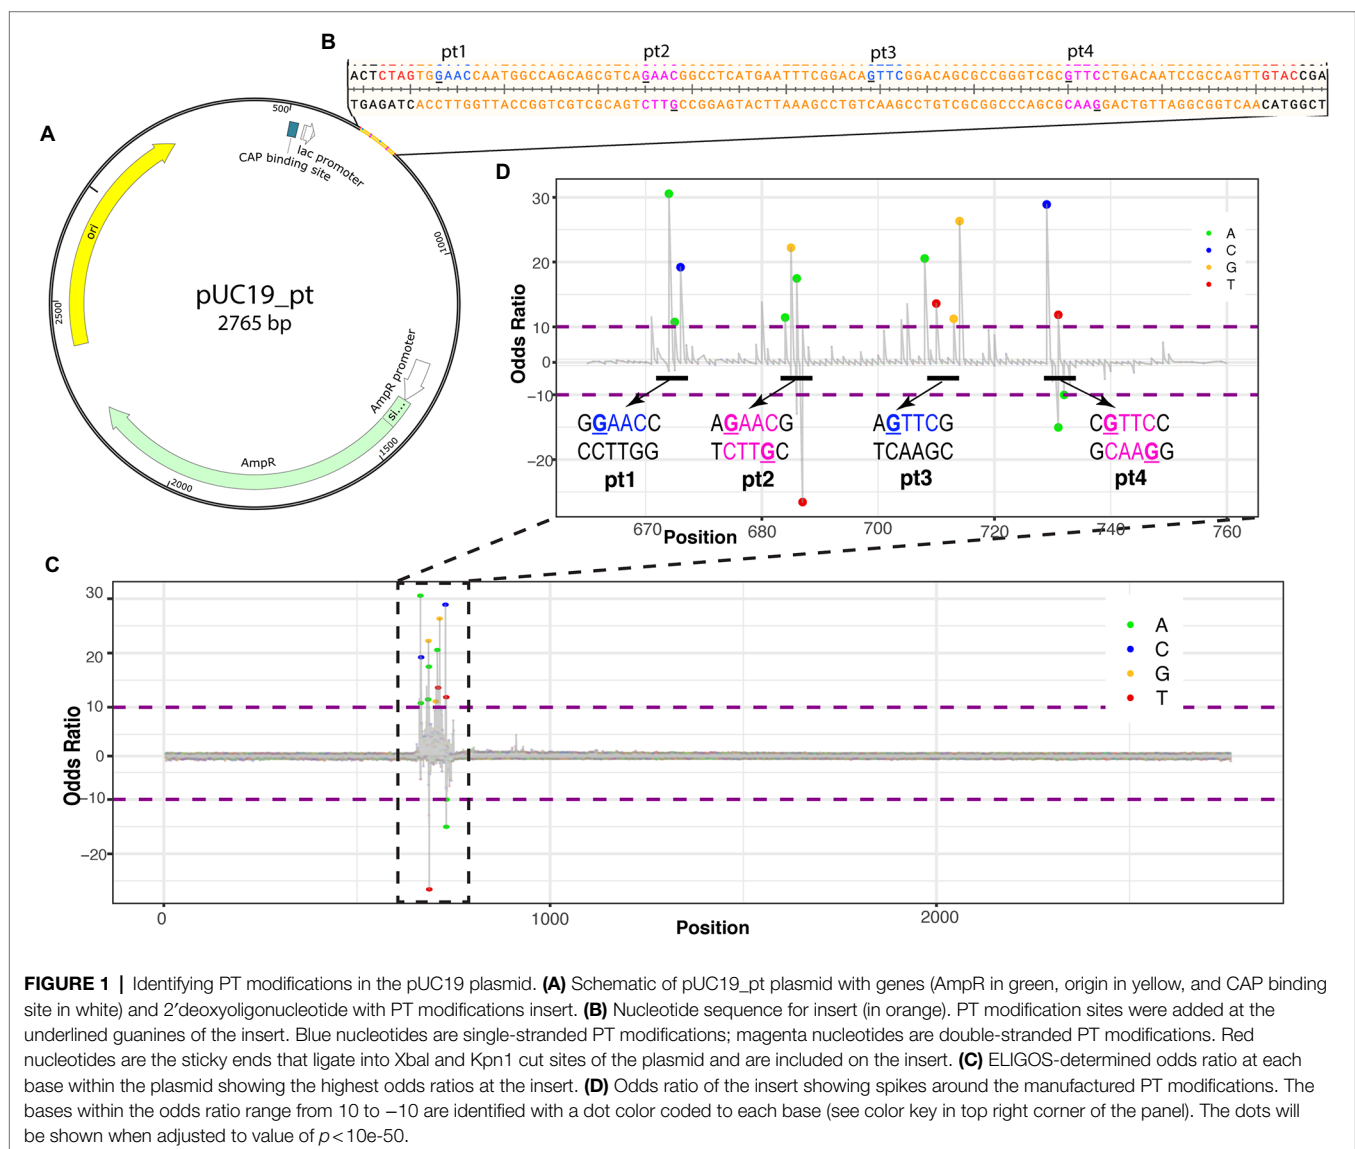 B
pt1 pt2 pt3 pt4
ACTCTAGTGGAACCAATGGCCAGCAGCGTCAGAACGGCCTCATGAATTTCGGACAGTTCGGACAGCGCCGGGTCGCGTTCCTGACAATCCGCCAGTTGTACCGA
TGAGATCACCTTGGTTACCGGTCGTCGCAGTCTTGCCGGAGTACTTAAAGCCTGTCAAGCCTGTCGCGGCCCAGCGCAAGGACTGTTAGGCGGTCAACATGGCT
A
500
lac promoter
CAP binding site
ori
1000
2500
pUC19_pt
2765 bp
AmpR promoter
si...
1500
AmpR
2000
D
30
20
10
0
−10
−20
Odds Ratio
A
C
G
T
GGAACC AGAACG AGTTCG CGTTCC
CCTTGG TCTTGC TCAAGC GCAAGG
pt1 pt2 pt3 pt4
670 680 700 720 740 760
Position
C
30
20
10
0
−10
−20
Odds Ratio
A
C
G
T
0 1000 2000
Position
FIGURE 1 | Identifying PT modifications in the pUC19 plasmid. (A) Schematic of pUC19_pt plasmid with genes (AmpR in green, origin in yellow, and CAP binding
site in white) and 2′deoxyoligonucleotide with PT modifications insert. (B) Nucleotide sequence for insert (in orange). PT modification sites were added at the
underlined guanines of the insert. Blue nucleotides are single-stranded PT modifications; magenta nucleotides are double-stranded PT modifications. Red
nucleotides are the sticky ends that ligate into XbaI and Kpn1 cut sites of the plasmid and are included on the insert. (C) ELIGOS-determined odds ratio at each
base within the plasmid showing the highest odds ratios at the insert. (D) Odds ratio of the insert showing spikes around the manufactured PT modifications. The
bases within the odds ratio range from 10 to −10 are identified with a dot color coded to each base (see color key in top right corner of the panel). The dots will
be shown when adjusted to value of p < 10e-50.